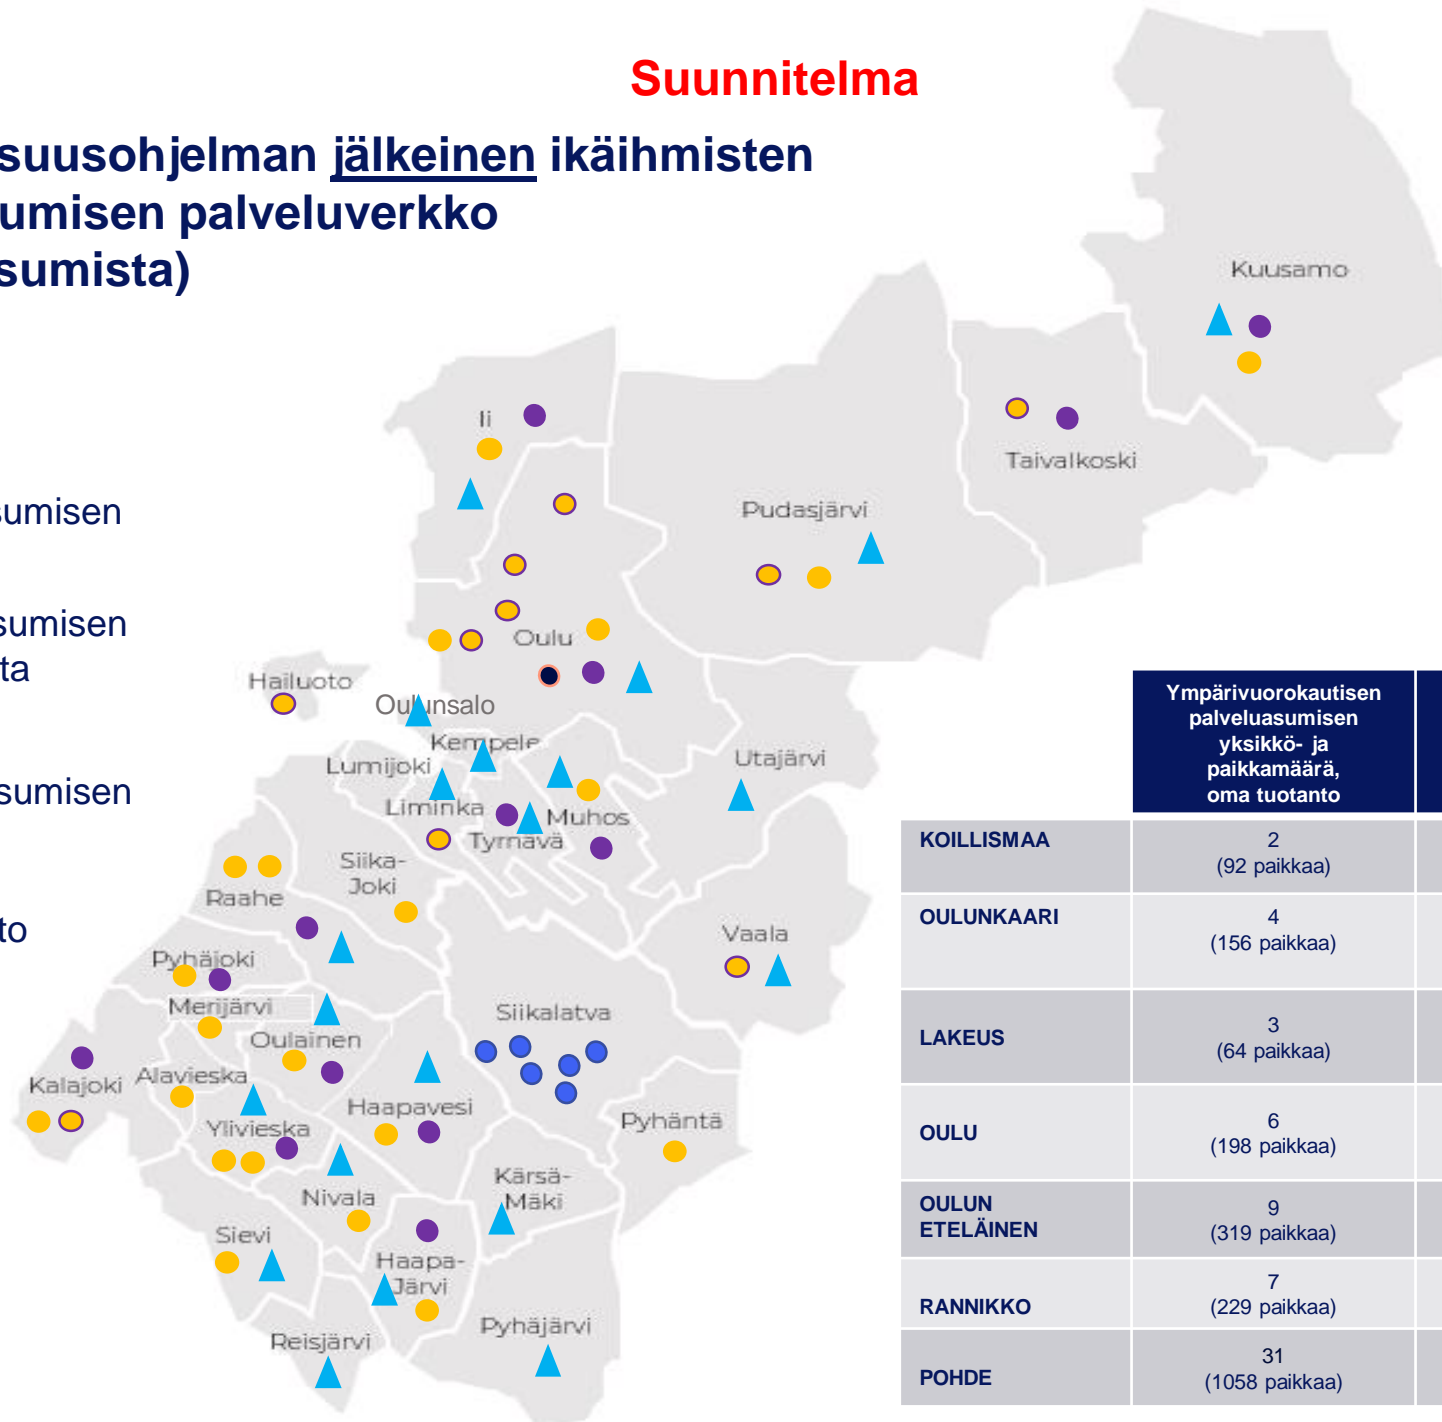 Suunnitelma
suusohjelman jälkeinen ikäihmisten
umisen palveluverkko
sumista)
sumisen
sumisen
ta
sumisen
to
Kuusamo
Ii
Taivalkoski
Pudasjärvi
Oulu
Hailuoto
Oulunsalo
Kempele
Lumijoki
Utajärvi
Liminka
Muhos
Tyrnävä
Siika-
Joki
Raahe
Vaala
Pyhäjoki
Merijärvi
Siikalatva
Oulainen
Kalajoki
Alavieska
Haapavesi
Ylivieska
Pyhäntä
Kärsä-
Mäki
Nivala
Sievi
Haapa-
Järvi
Reisjärvi
Pyhäjärvi
Ympärivuorokautisen
palveluasumisen
yksikkö- ja
paikkamäärä,
oma tuotanto
KOILLISMAA 2
(92 paikkaa)
OULUNKAARI 4
(156 paikkaa)
LAKEUS 3
(64 paikkaa)
OULU 6
(198 paikkaa)
OULUN
ETELÄINEN 9
(319 paikkaa)
RANNIKKO 7
(229 paikkaa)
POHDE 31
(1058 paikkaa)